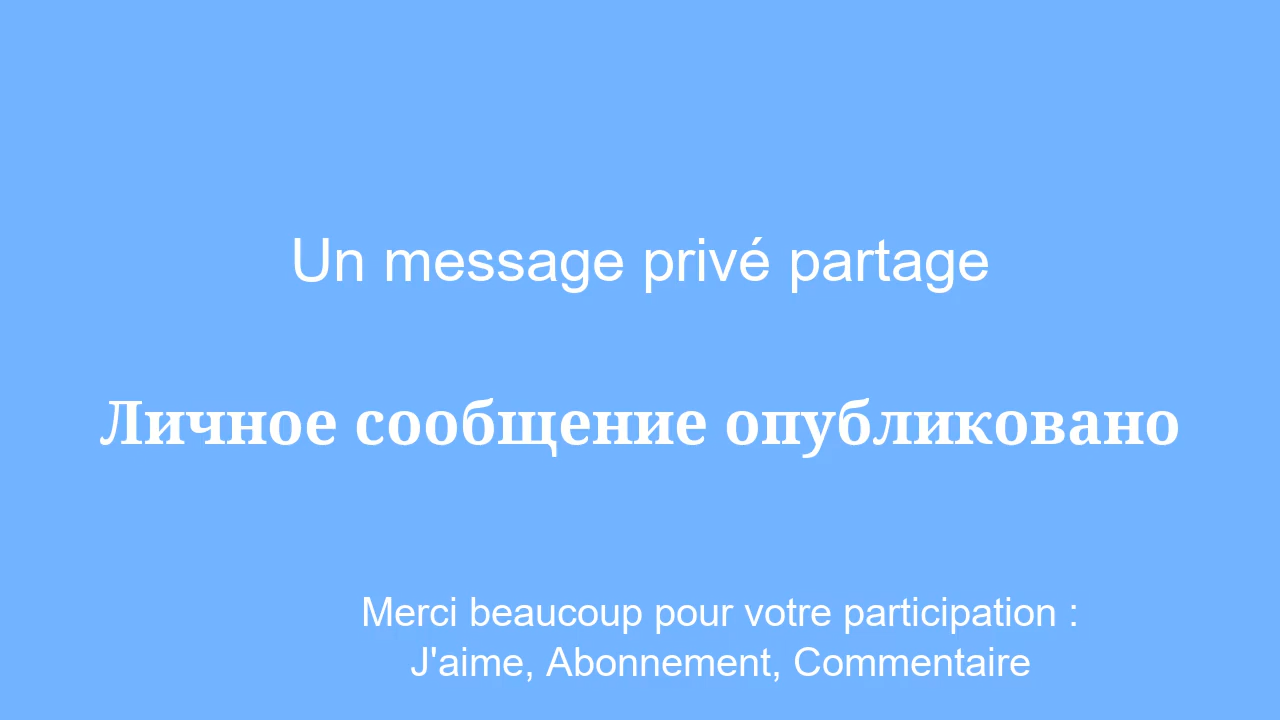 Un message privé partage
Личное сообщение опубликовано
Merci beaucoup pour votre participation :
J'aime, Abonnement, Commentaire